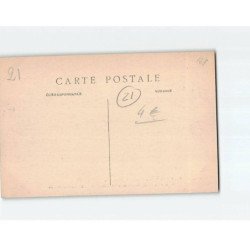 21
CARTE POSTALE
CORRESPONDANCE
ADRESSE
21
4 €